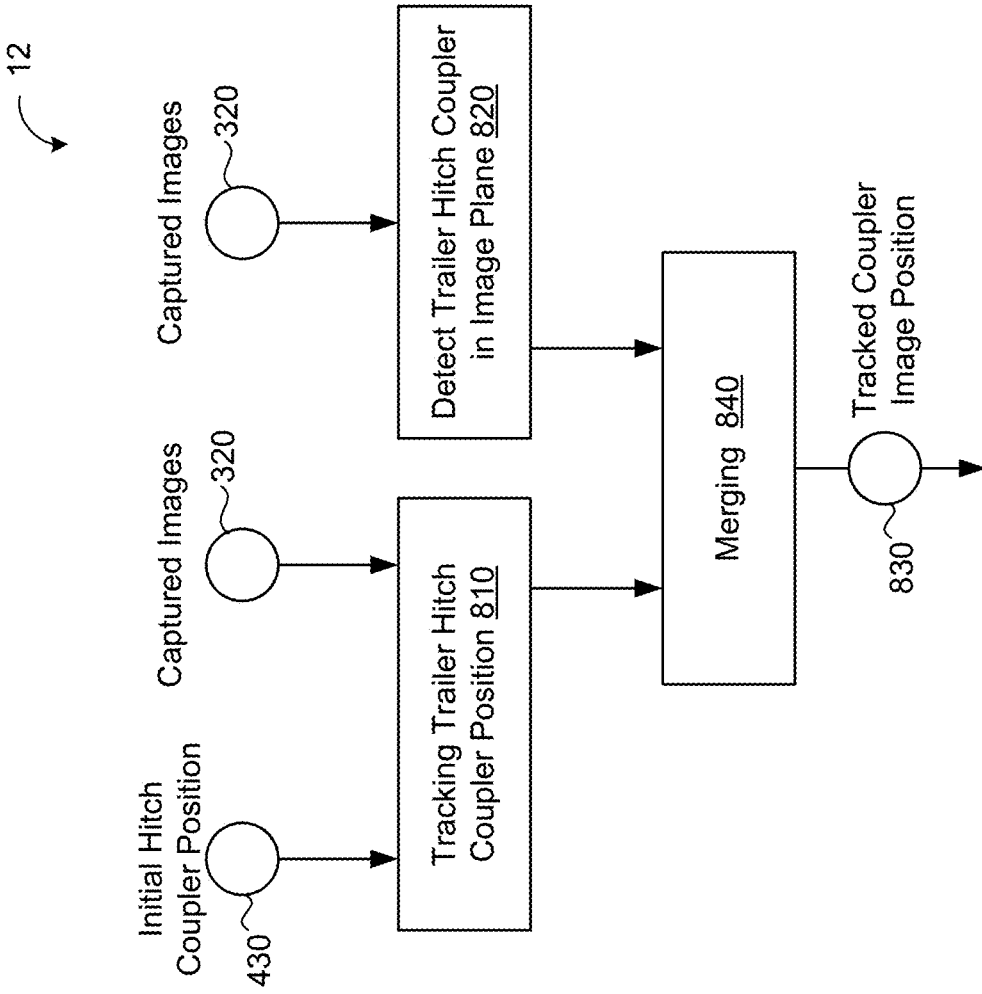 12
Initial Hitch
Coupler Position
430
Captured Images
320
Captured Images
320
Tracking Trailer Hitch
Coupler Position 810
Detect Trailer Hitch Coupler
in Image Plane 820
Merging 840
830
Tracked Coupler
Image Position